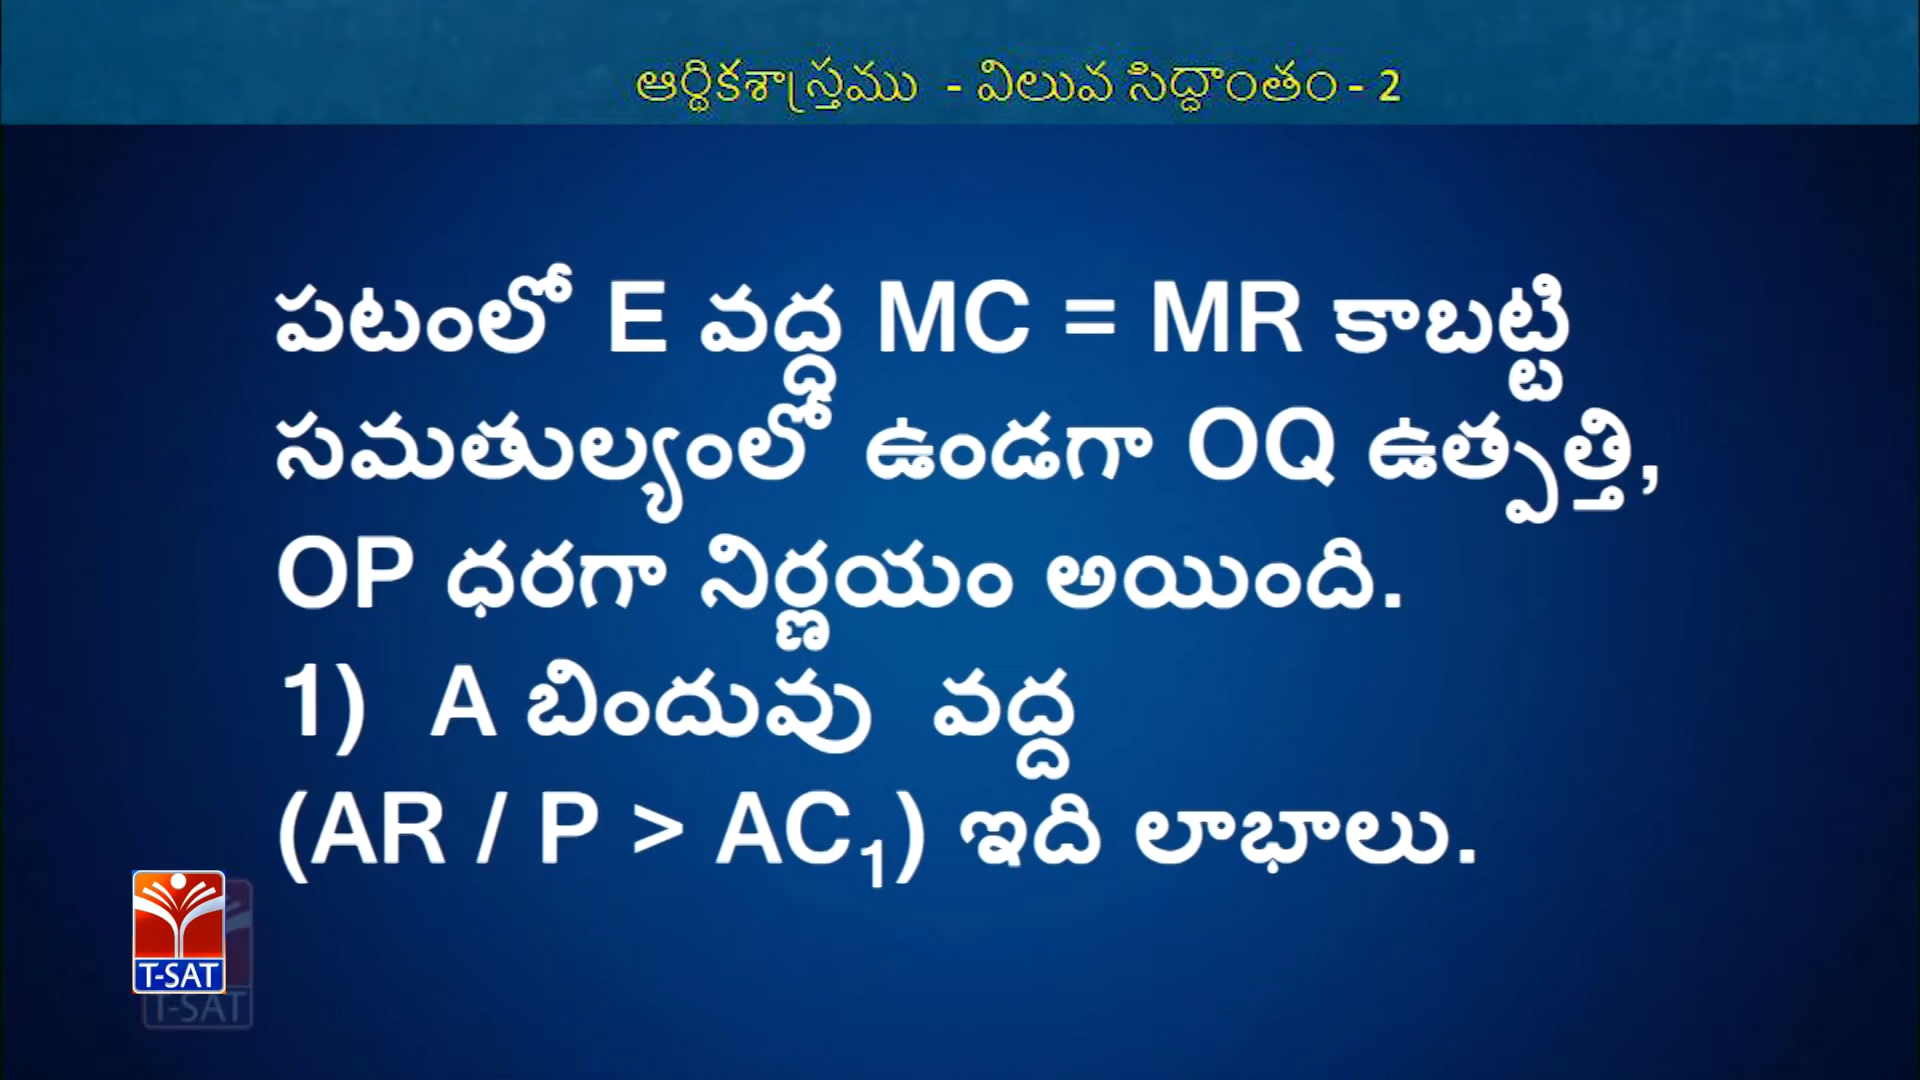 ఆర్థికశాస్త్రము - విలువ సిద్ధాంతం - 2
పటంలో E వద్ద MC = MR కాబట్టి
సమతుల్యంలో ఉండగా OQ ఉత్పత్తి,
OP ధరగా నిర్ణయం అయింది.
1) A బిందువు వద్ద
(AR / P > AC₁) ఇది లాభాలు.
T-SAT
T-SAT